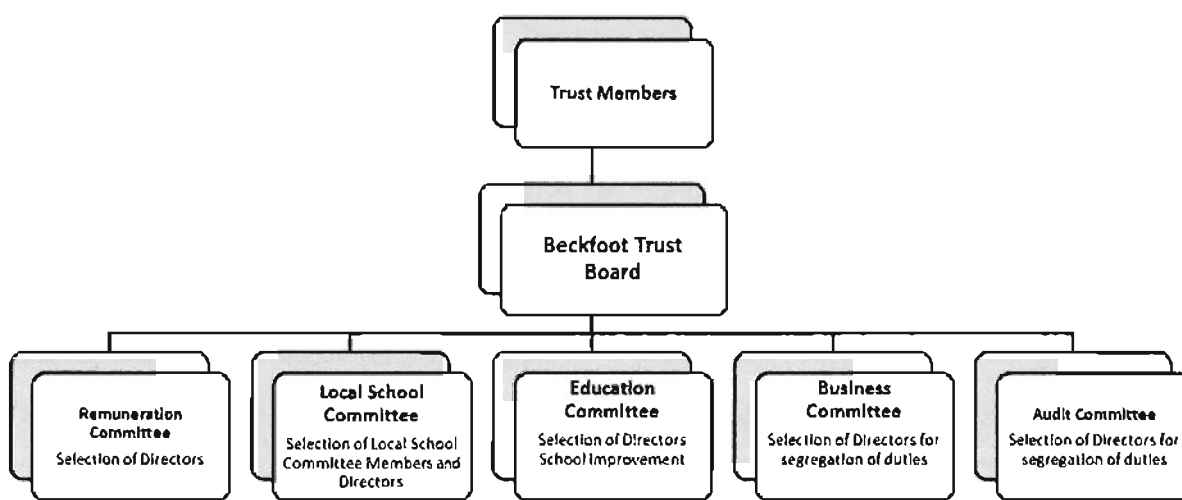 Trust Members
Beckfoot Trust
Board
Remuneration
Committee
Selection of Directors
Local School
Committee
Selection of Local School
Committee Members and
Directors
Education
Committee
Selection of Directors
School Improvement
Business
Committee
Selection of Directors for
segregation of duties
Audit Committee
Selection of Directors for
segregation of duties